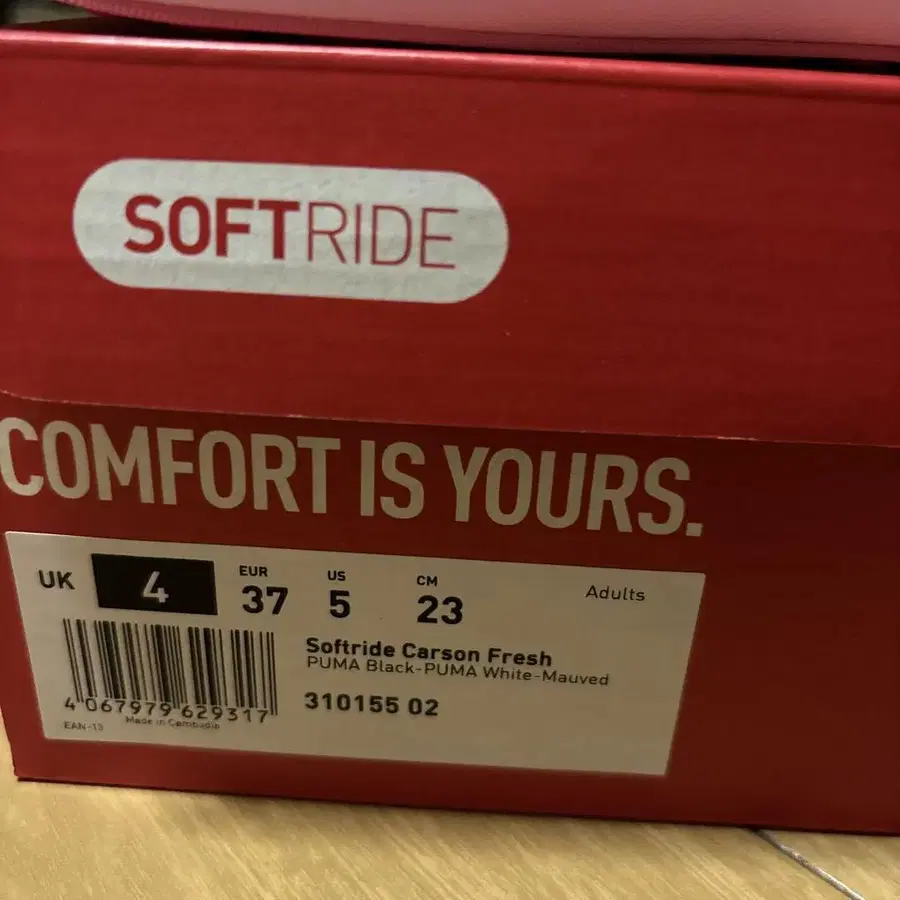 SOFTRIDE
COMFORT IS YOURS.
UK 4 EUR 37 US 5 CM 23 Adults
Softride Carson Fresh
PUMA Black-PUMA White-Mauved
310155 02
4 067979 629317
EAN-13 Made in Cambodia